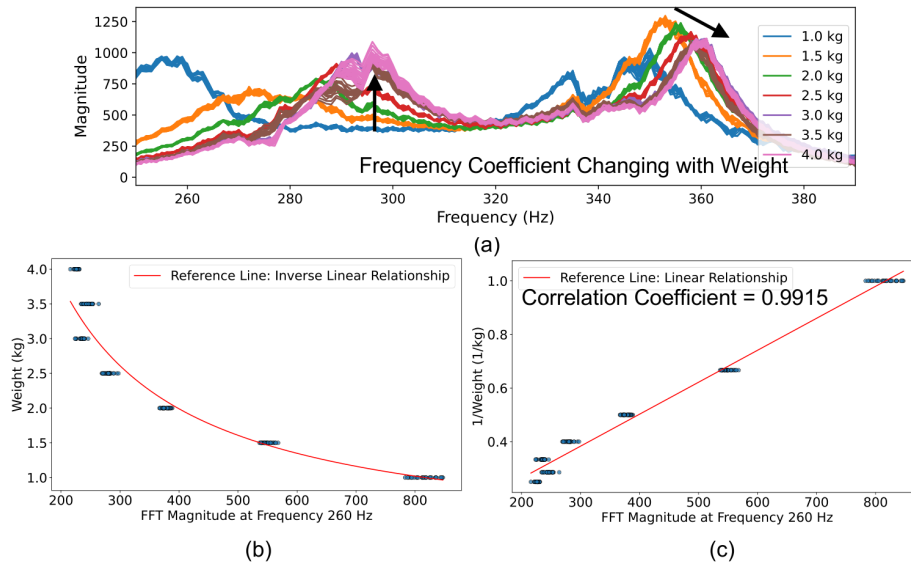 1250
1000
750
500
250
0
Magnitude
1.0 kg
1.5 kg
2.0 kg
2.5 kg
3.0 kg
3.5 kg
4.0 kg
Frequency Coefficient Changing with Weight
260 280 300 320 340 360 380
Frequency (Hz)
(a)
4.0
3.5
3.0
2.5
2.0
1.5
1.0
Weight (kg)
Reference Line: Inverse Linear Relationship
200 300 400 500 600 700 800
FFT Magnitude at Frequency 260 Hz
(b)
1.0
0.8
0.6
0.4
1/Weight (1/kg)
Reference Line: Linear Relationship
Correlation Coefficient = 0.9915
200 300 400 500 600 700 800
FFT Magnitude at Frequency 260 Hz
(c)